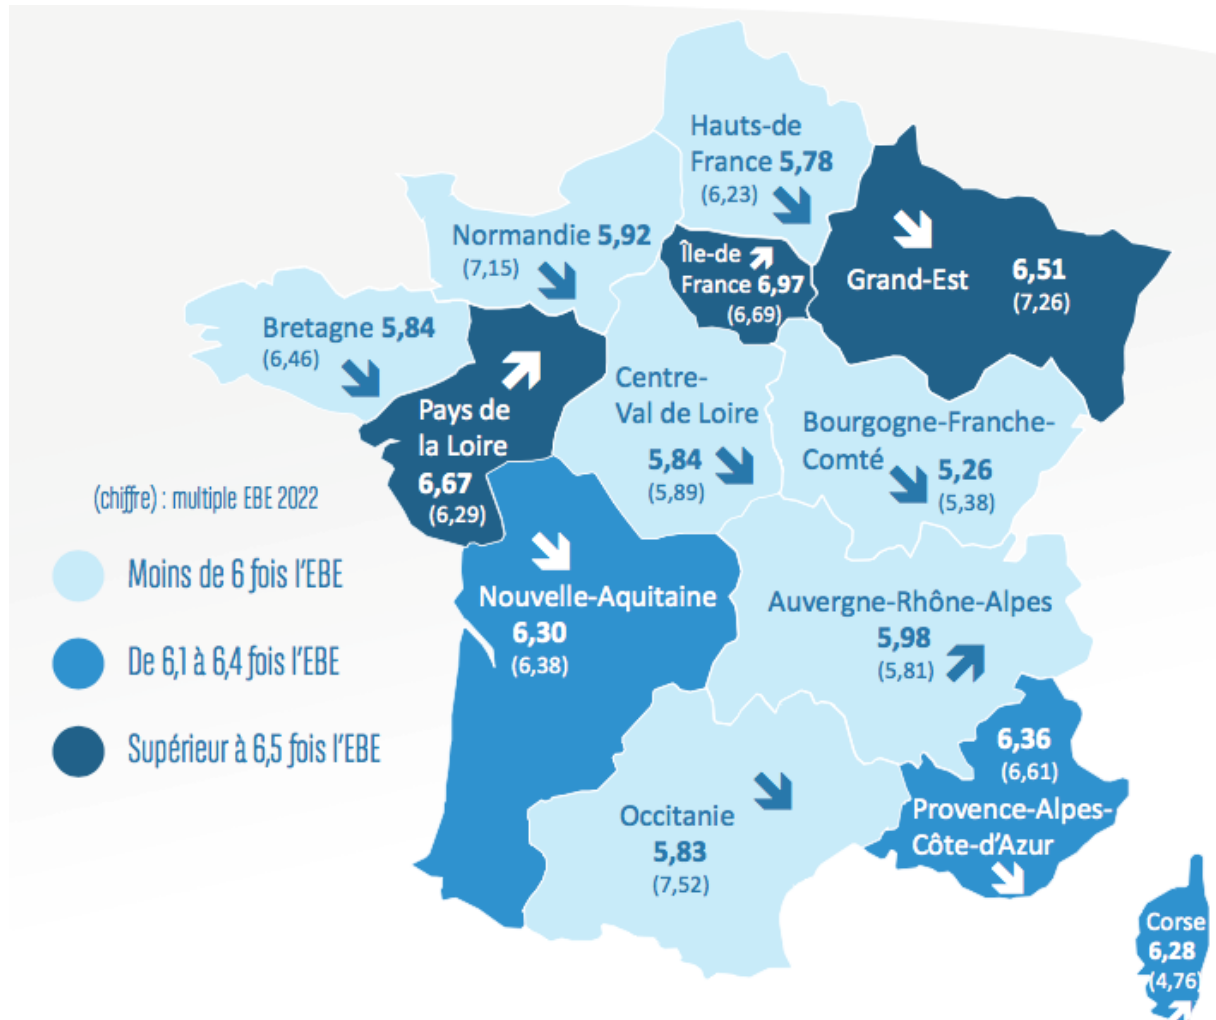 Hauts-de
France 5,78
(6,23)
Normandie 5,92
(7,15)
Île-de
France 6,97
(6,69)
Grand-Est
6,51
(7,26)
Bretagne 5,84
(6,46)
Pays de
la Loire
6,67
(6,29)
Centre-
Val de Loire
5,84
(5,89)
Bourgogne-Franche-
Comté
5,26
(5,38)
(chiffre) : multiple EBE 2022
Moins de 6 fois l'EBE
De 6,1 à 6,4 fois l'EBE
Supérieur à 6,5 fois l'EBE
Nouvelle-Aquitaine
6,30
(6,38)
Auvergne-Rhône-Alpes
5,98
(5,81)
Occitanie
5,83
(7,52)
6,36
(6,61)
Provence-Alpes-
Côte-d'Azur
Corse
6,28
(4,76)